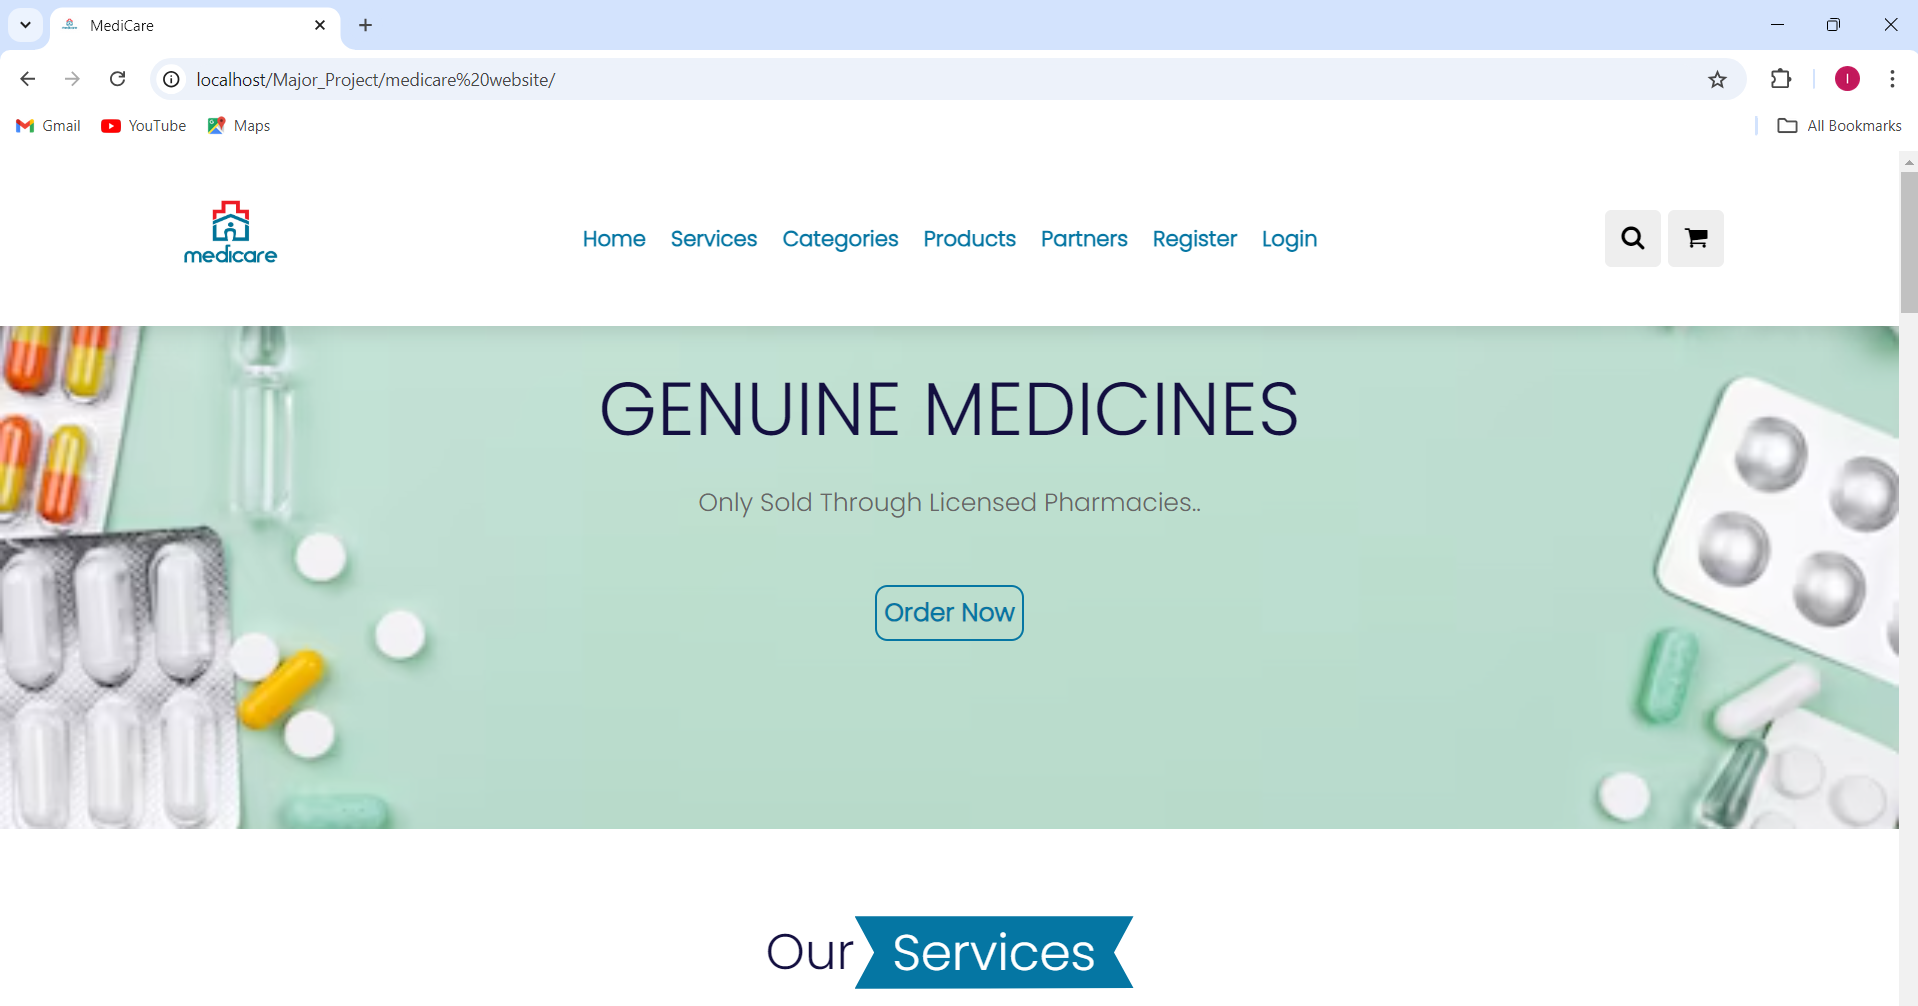 MediCare
localhost/Major_Project/medicare%20website/
Gmail YouTube Maps All Bookmarks
medicare
Home Services Categories Products Partners Register Login
GENUINE MEDICINES
Only Sold Through Licensed Pharmacies..
Order Now
Our Services